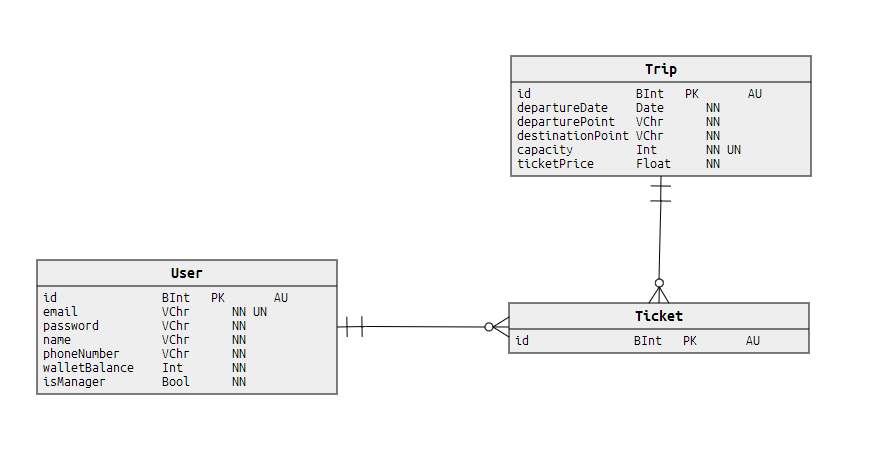 Trip
id BInt PK AU
departureDate Date NN
departurePoint VChr NN
destinationPoint VChr NN
capacity Int NN UN
ticketPrice Float NN
User
id BInt PK AU
email VChr NN UN
password VChr NN
name VChr NN
phoneNumber VChr NN
walletBalance Int NN
isManager Bool NN
Ticket
id BInt PK AU